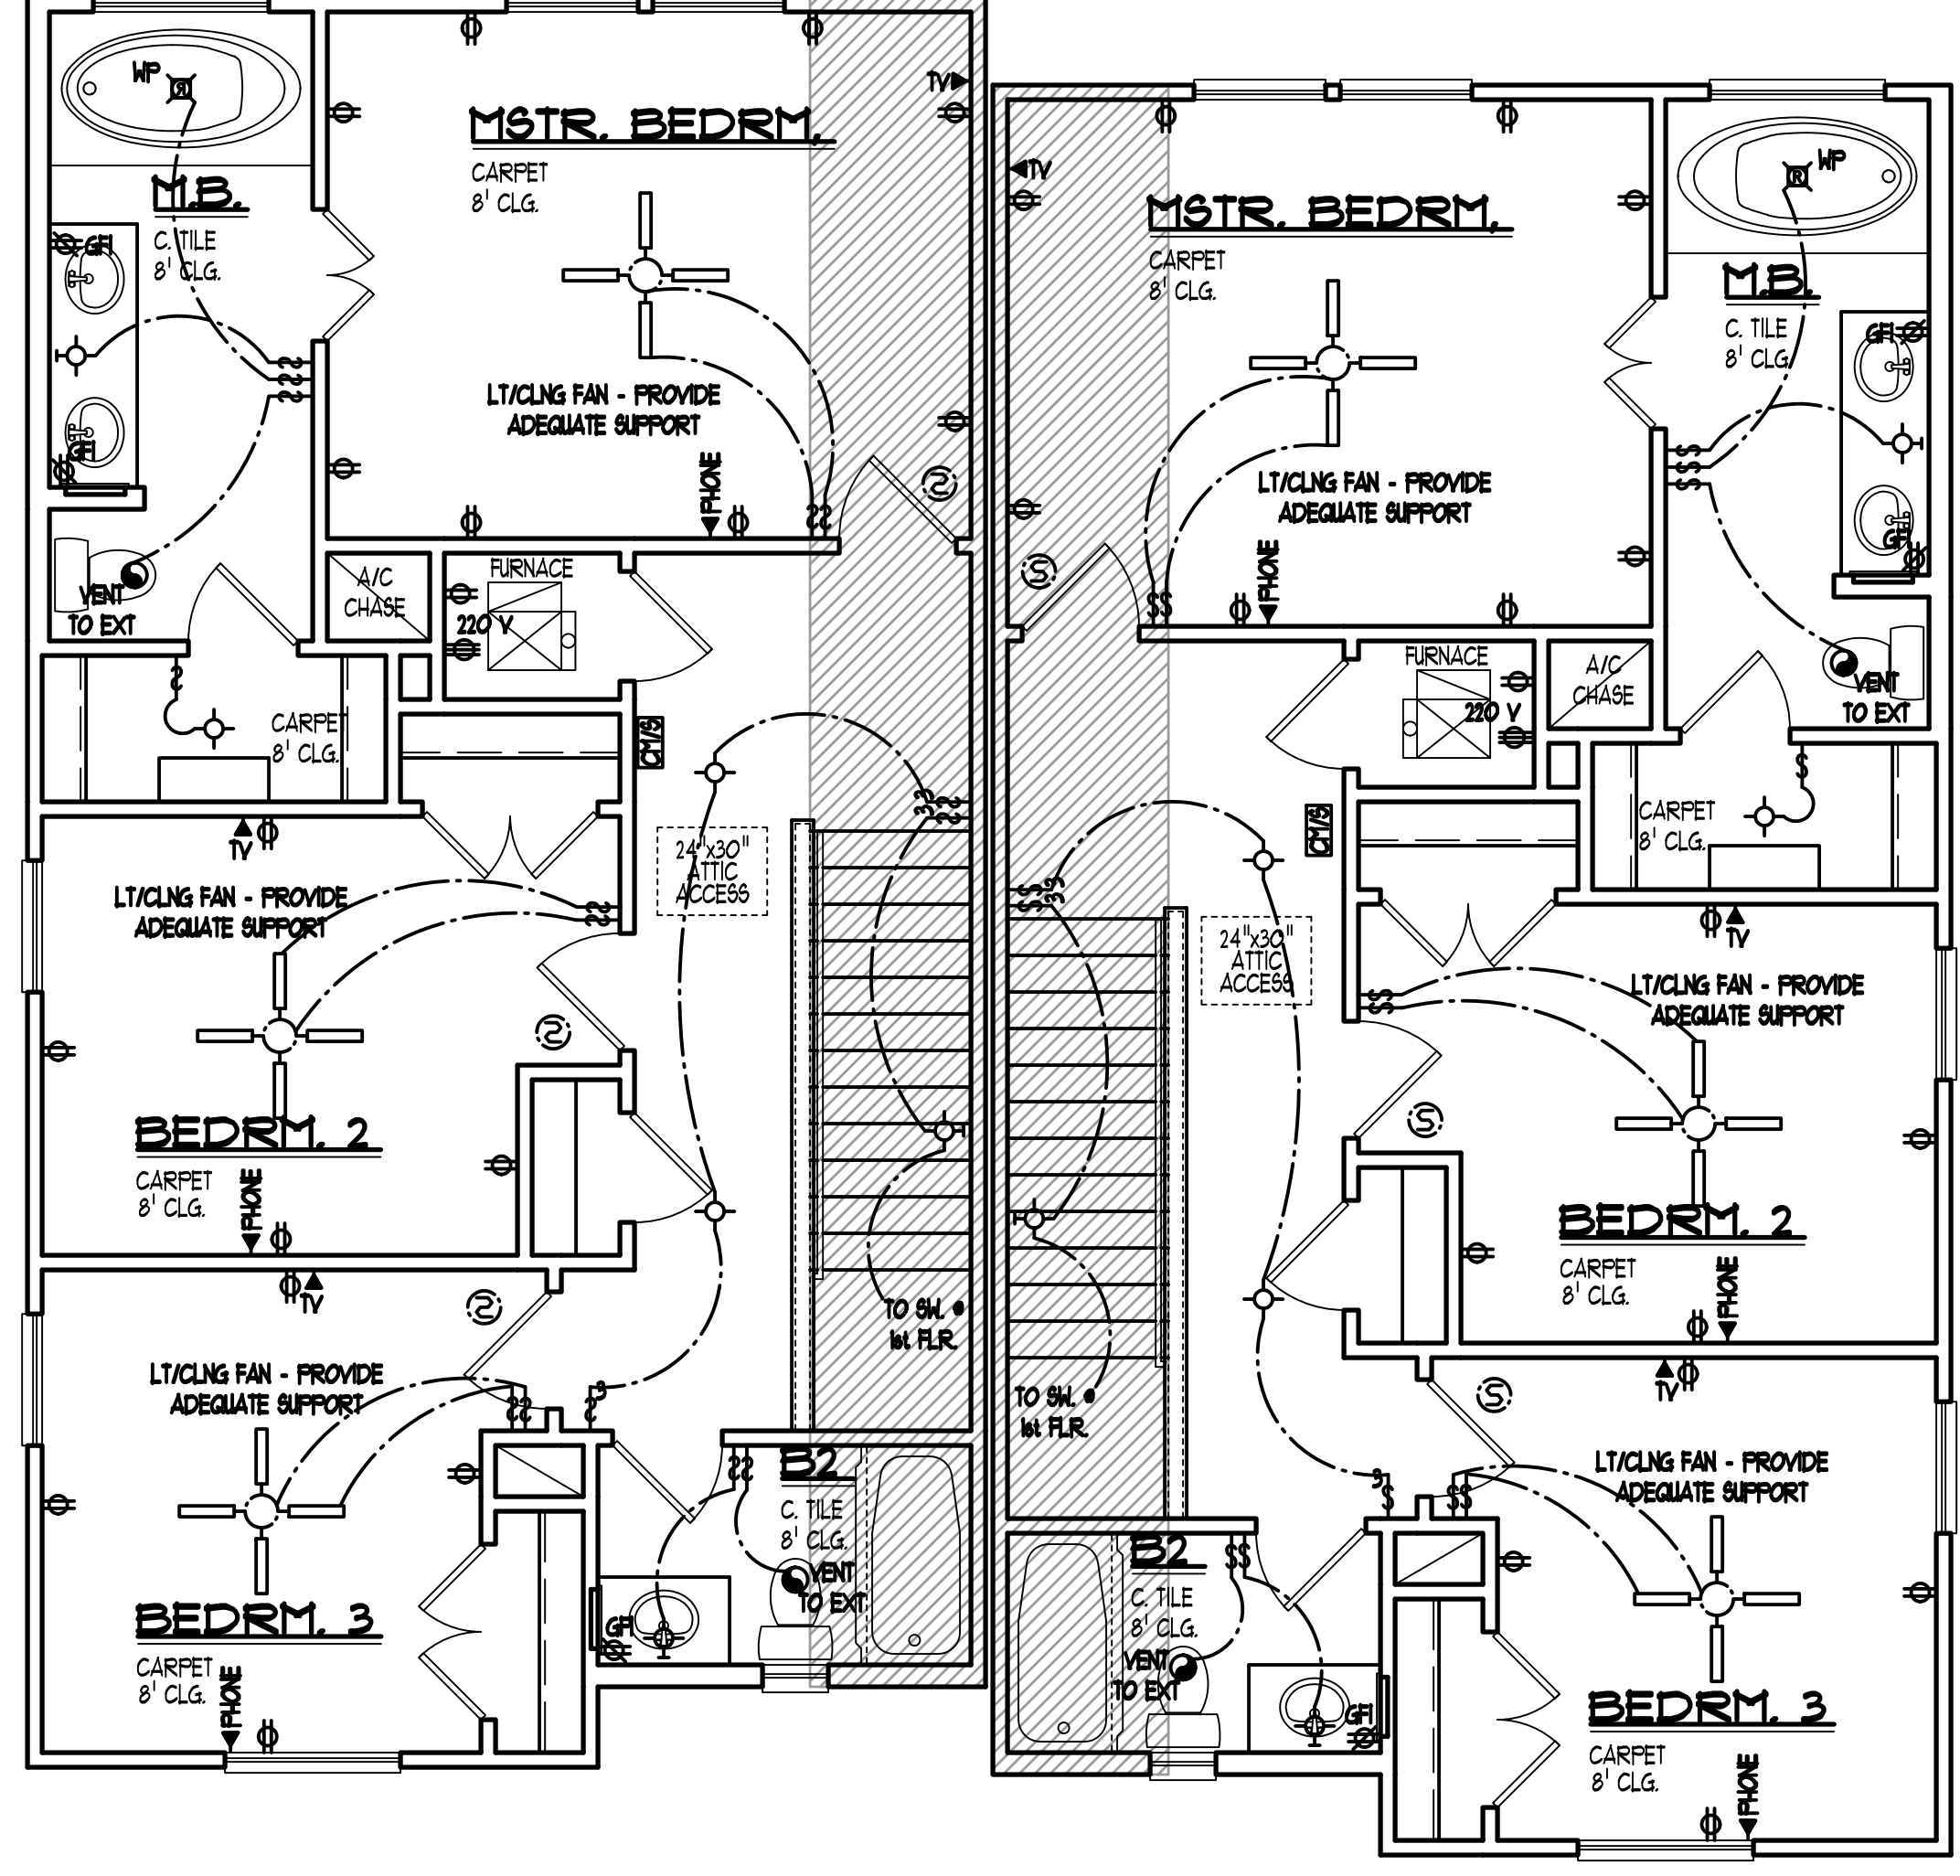 WP
TV
MSTR. BEDRM.
CARPET
8' CLG.
M.B.
C. TILE
8' CLG.
GFI
GFI
LT/CLNG FAN - PROVIDE
ADEQUATE SUPPORT
PHONE
VENT
TO EXT
A/C
CHASE
FURNACE
220 V
CARPET
8' CLG.
CM/S
TV
24"x30"
ATTIC
ACCESS
LT/CLNG FAN - PROVIDE
ADEQUATE SUPPORT
BEDRM. 2
CARPET
8' CLG.
PHONE
TV
TO SW. @
1st FLR.
LT/CLNG FAN - PROVIDE
ADEQUATE SUPPORT
B2
C. TILE
8' CLG.
VENT
TO EXT
GFI
BEDRM. 3
CARPET
8' CLG.
PHONE
TV
WP
MSTR. BEDRM.
CARPET
8' CLG.
M.B.
C. TILE
8' CLG.
GFI
GFI
LT/CLNG FAN - PROVIDE
ADEQUATE SUPPORT
PHONE
FURNACE
220 V
A/C
CHASE
VENT
TO EXT
CM/S
CARPET
8' CLG.
24"x30"
ATTIC
ACCESS
TV
LT/CLNG FAN - PROVIDE
ADEQUATE SUPPORT
BEDRM. 2
CARPET
8' CLG.
PHONE
TO SW. @
1st FLR.
TV
LT/CLNG FAN - PROVIDE
ADEQUATE SUPPORT
B2
C. TILE
8' CLG.
VENT
TO EXT
GFI
BEDRM. 3
CARPET
8' CLG.
PHONE